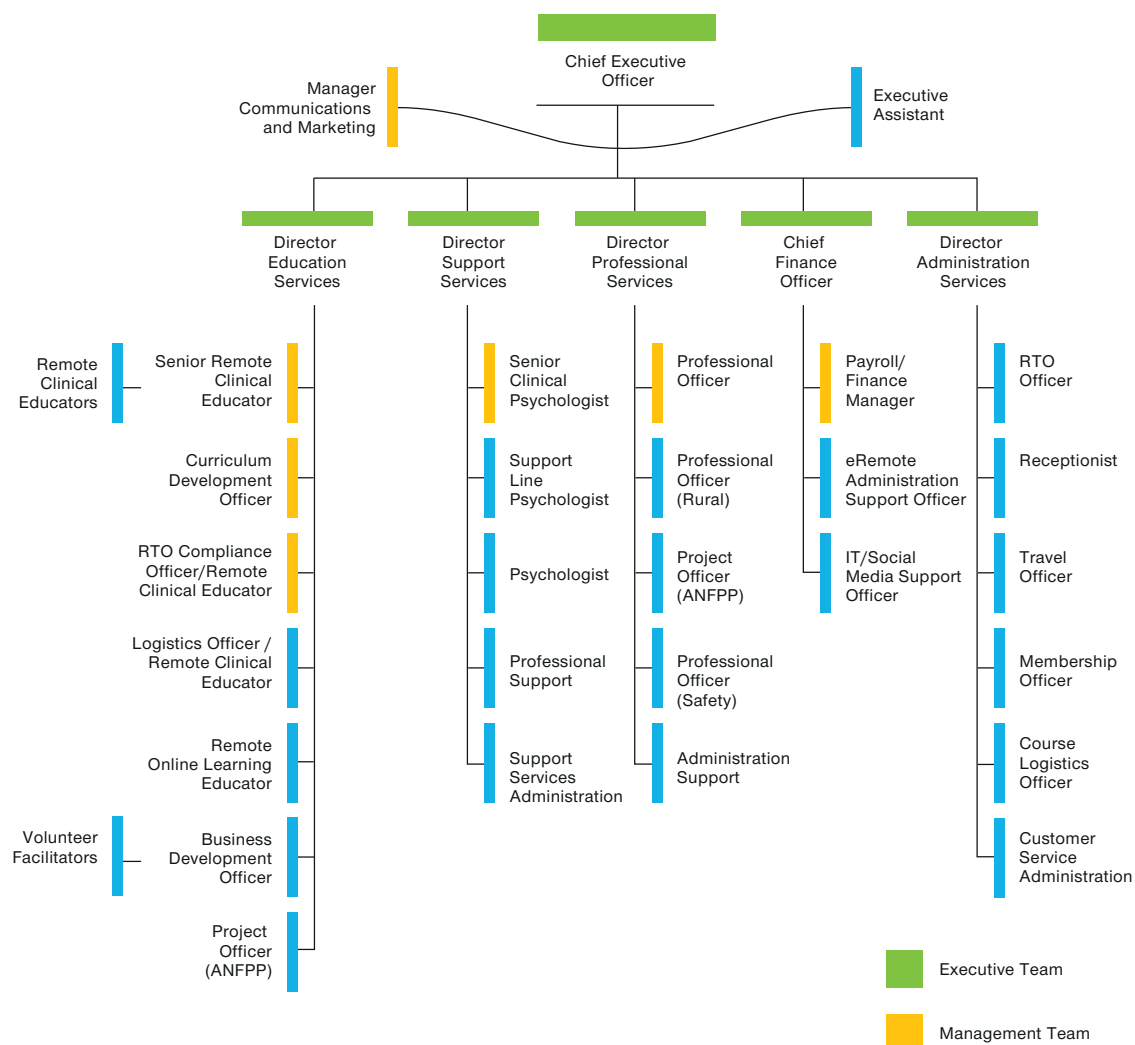 Chief Executive
Officer
Manager
Communications
and Marketing
Executive
Assistant
Director
Education
Services
Director
Support
Services
Director
Professional
Services
Chief
Finance
Officer
Director
Administration
Services
Remote
Clinical
Educators
Senior Remote
Clinical
Educator
Curriculum
Development
Officer
RTO Compliance
Officer/Remote
Clinical Educator
Logistics Officer /
Remote Clinical
Educator
Remote
Online Learning
Educator
Volunteer
Facilitators
Business
Development
Officer
Project
Officer
(ANFPP)
Senior
Clinical
Psychologist
Support
Line
Psychologist
Psychologist
Professional
Support
Support
Services
Administration
Professional
Officer
Professional
Officer
(Rural)
Project
Officer
(ANFPP)
Professional
Officer
(Safety)
Administration
Support
Payroll/
Finance
Manager
eRemote
Administration
Support Officer
IT/Social
Media Support
Officer
RTO
Officer
Receptionist
Travel
Officer
Membership
Officer
Course
Logistics
Officer
Customer
Service
Administration
Executive Team
Management Team